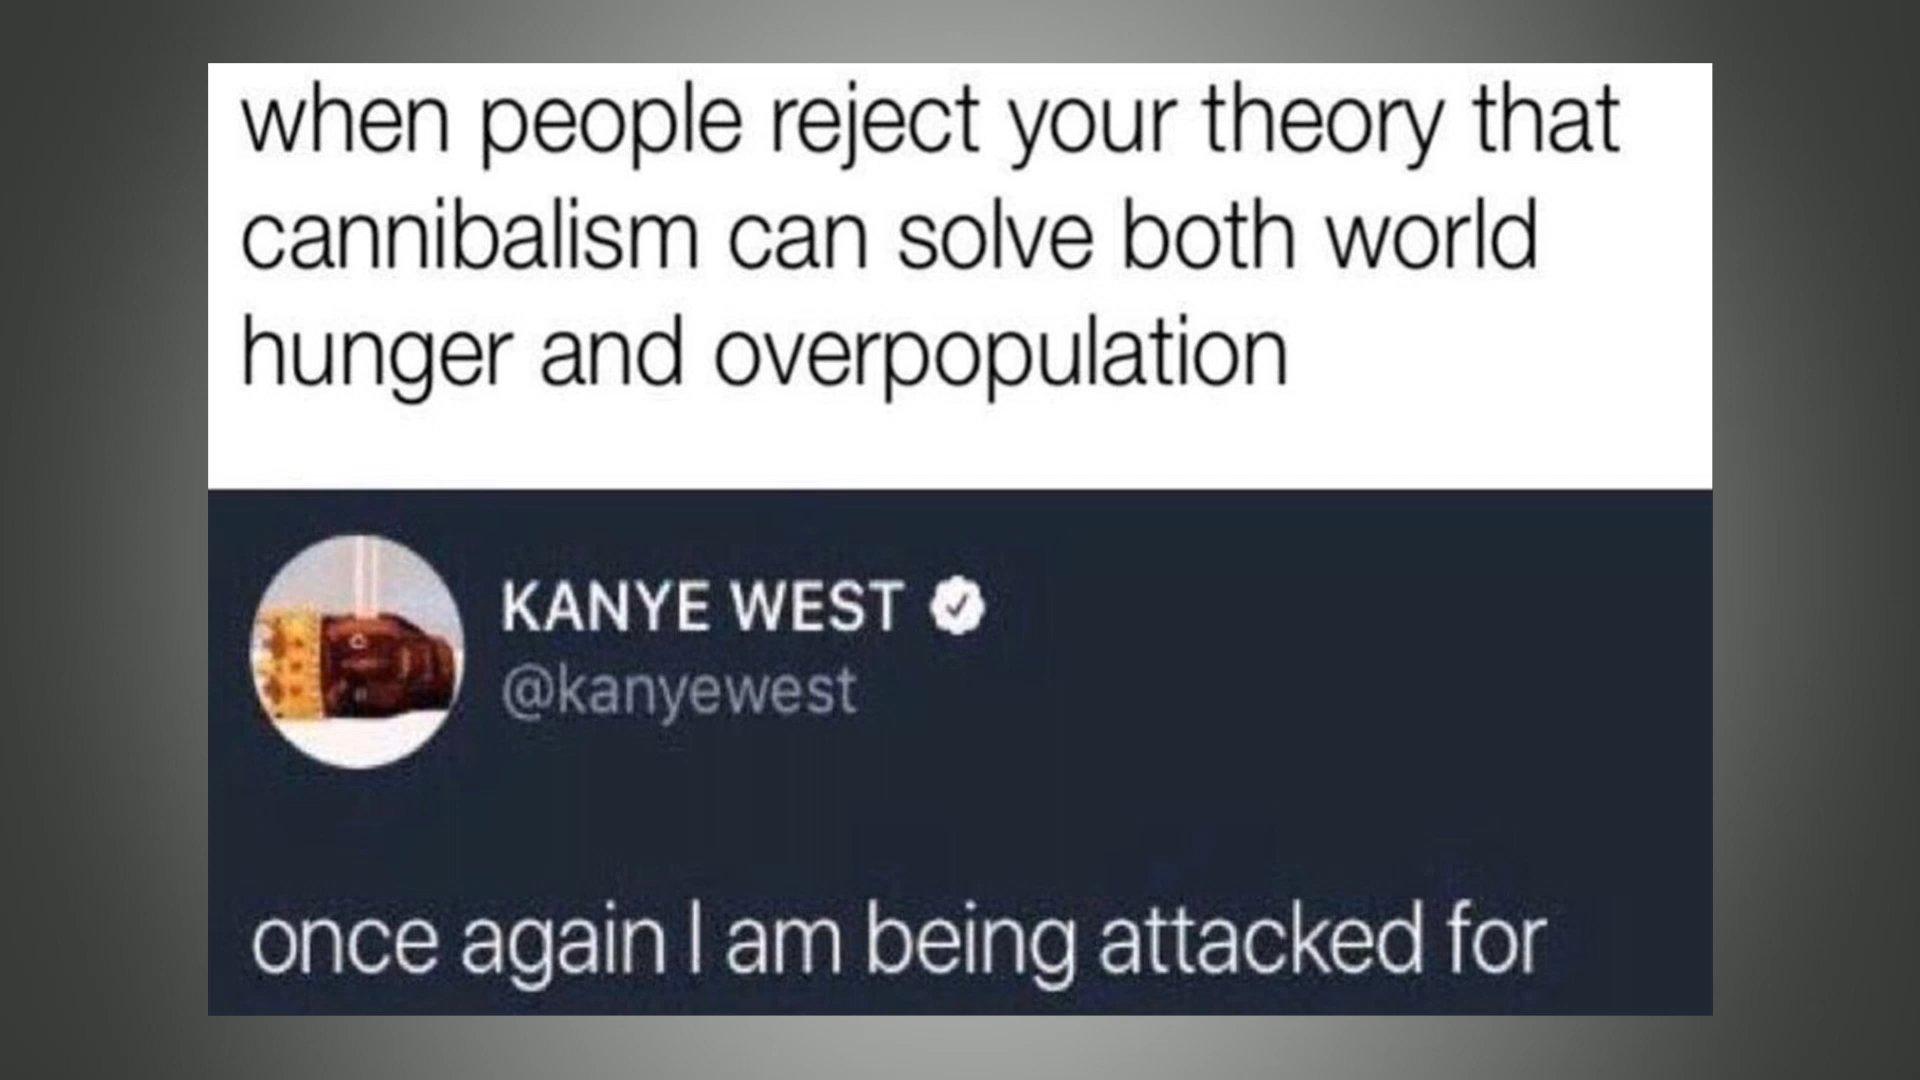 when people reject your theory that
cannibalism can solve both world
hunger and overpopulation
KANYE WEST
@kanyewest
once again I am being attacked for